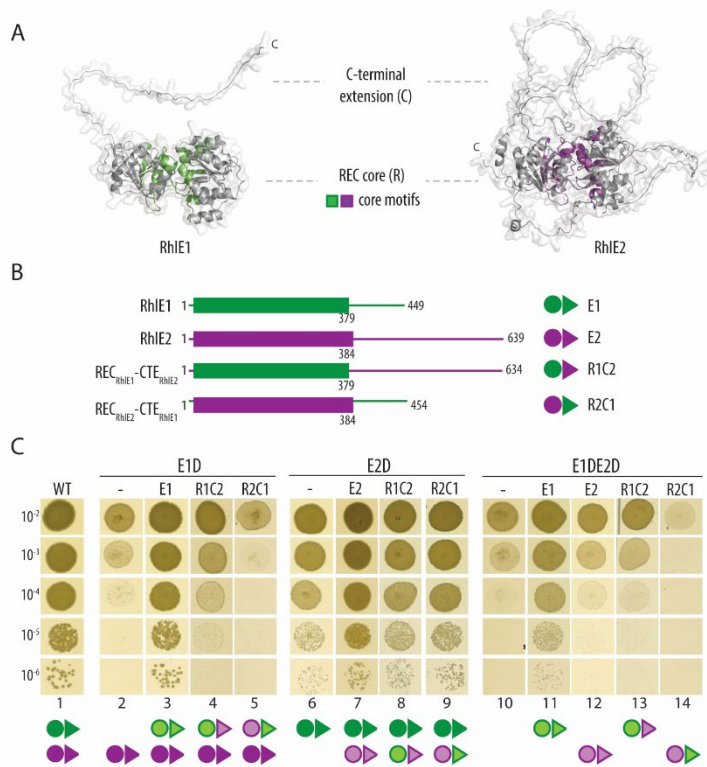 A
C
C-terminal
extension (C)
C
REC core (R)
core motifs
RhlE1
RhlE2
B
RhlE1 1 449
379
RhlE2 1 639
384
REC_RhlE1-CTE_RhlE2 1 634
379
REC_RhlE2-CTE_RhlE1 1 454
384
E1
E2
R1C2
R2C1
C
E1D E2D E1DE2D
WT - E1 R1C2 R2C1 - E2 R1C2 R2C1 - E1 E2 R1C2 R2C1
10⁻²
10⁻³
10⁻⁴
10⁻⁵
10⁻⁶
1 2 3 4 5 6 7 8 9 10 11 12 13 14